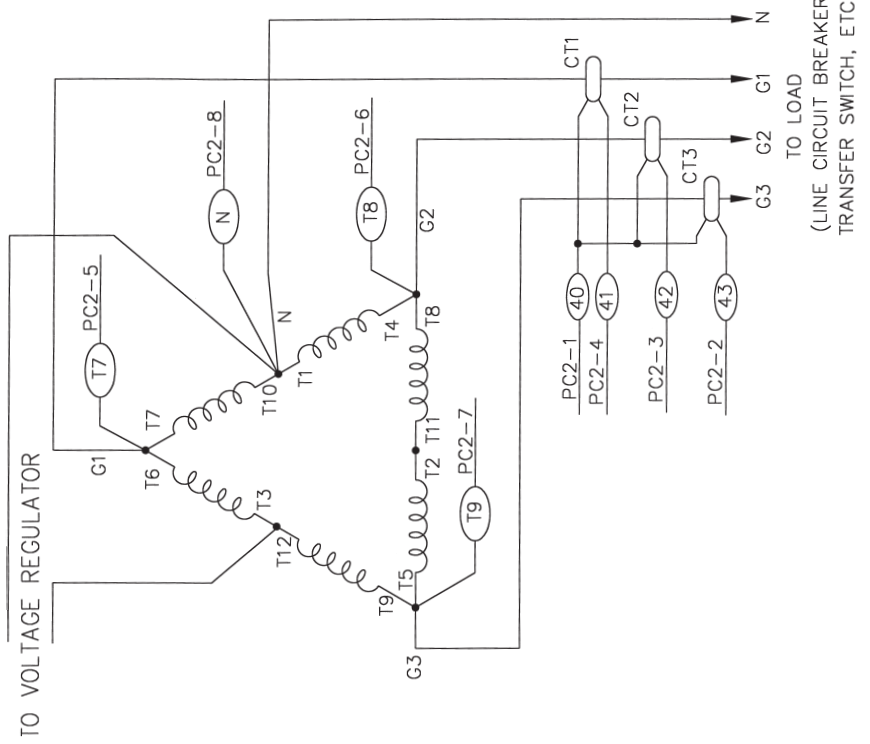 TO VOLTAGE REGULATOR
G1
T7
PC2-5
T6
T7
N
PC2-8
T3
T12
T10
T1
N
T8
PC2-6
T4
T9
T5
T2
T11
T8
G2
G3
T9
PC2-7
PC2-1
40
PC2-4
41
PC2-3
42
PC2-2
43
CT1
CT2
CT3
N
G1
G2
G3
TO LOAD
(LINE CIRCUIT BREAKER
TRANSFER SWITCH, ETC